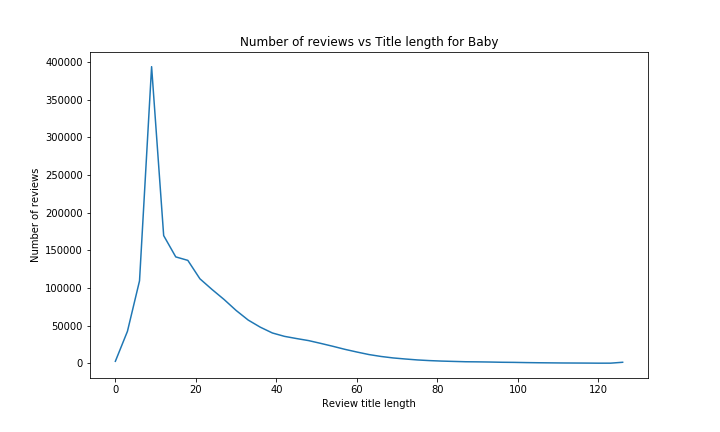 Number of reviews vs Title length for Baby
400000
350000
300000
250000
200000
150000
100000
50000
0
Number of reviews
0 20 40 60 80 100 120
Review title length